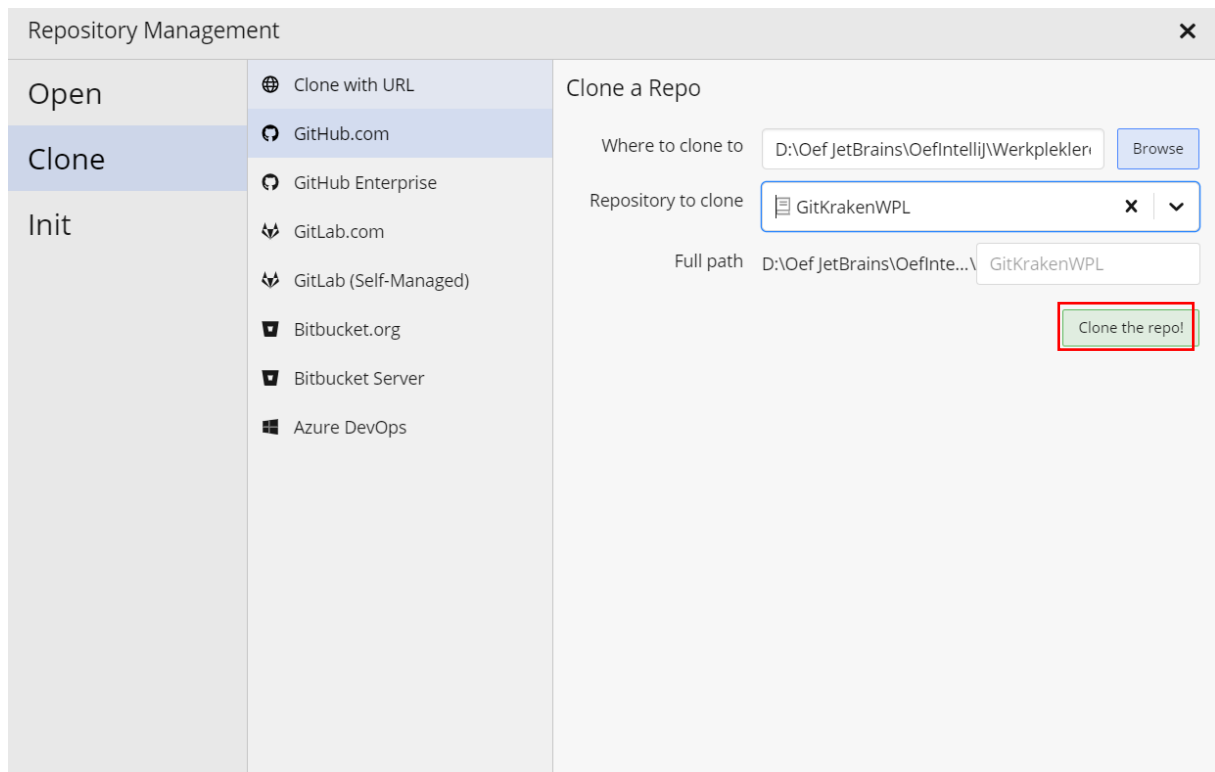 Repository Management
Open
Clone
Init
Clone with URL
GitHub.com
GitHub Enterprise
GitLab.com
GitLab (Self-Managed)
Bitbucket.org
Bitbucket Server
Azure DevOps
Clone a Repo
Where to clone to D:\Oef JetBrains\OefIntelliJ\Werkplekler Browse
Repository to clone GitKrakenWPL
Full path D:\Oef JetBrains\OefInte...\ GitKrakenWPL
Clone the repo!